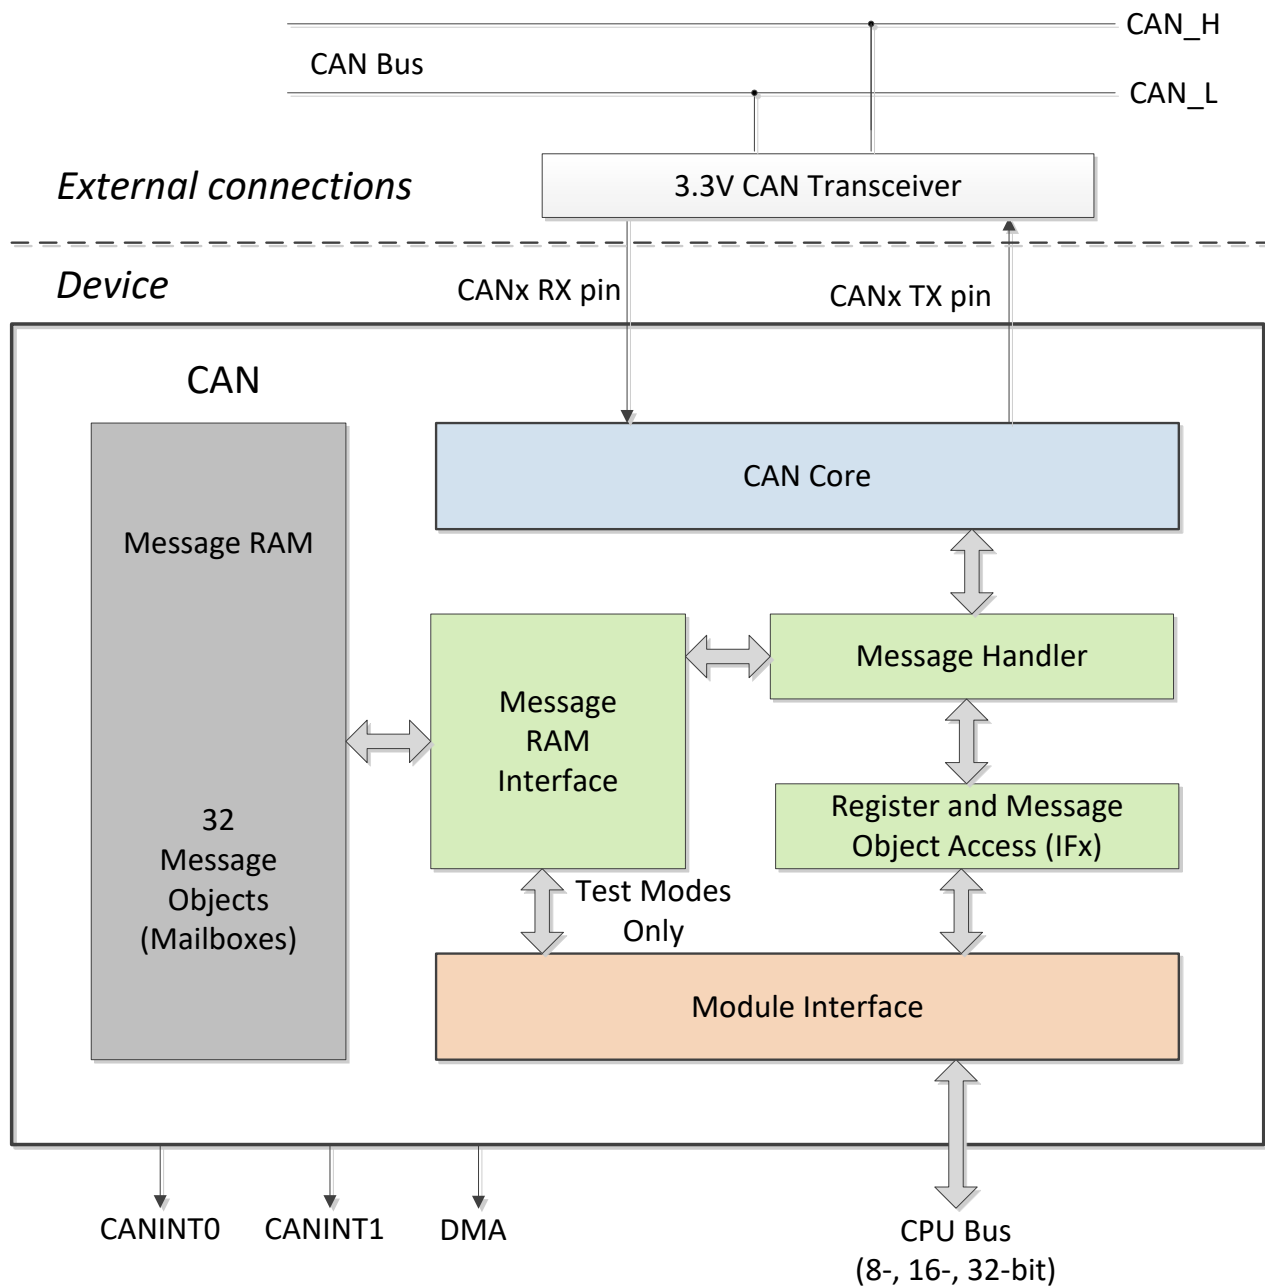 CAN_H
CAN Bus
CAN_L
External connections
3.3V CAN Transceiver
Device
CANx RX pin
CANx TX pin
CAN
CAN Core
Message RAM
Message Handler
Message
RAM
Interface
Register and Message
Object Access (IFx)
32
Message
Objects
(Mailboxes)
Test Modes
Only
Module Interface
CANINT0
CANINT1
DMA
CPU Bus
(8-, 16-, 32-bit)